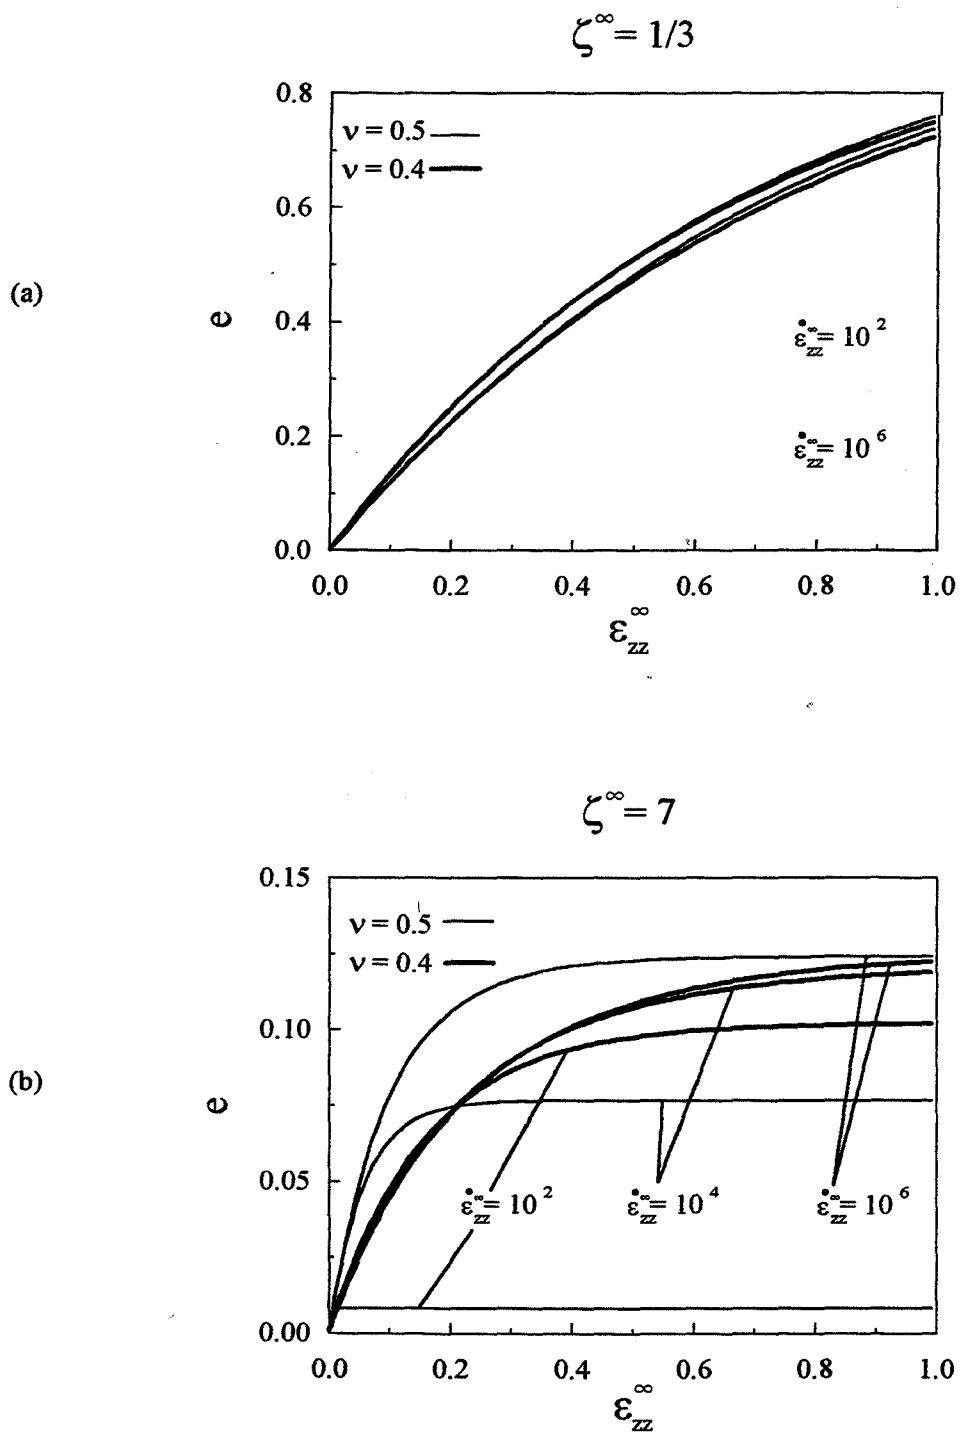 ζ^∞ = 1/3
0.8
ν = 0.5
ν = 0.4
0.6
(a)
e
0.4
ε̇_zz^∞ = 10^2
0.2
ε̇_zz^∞ = 10^6
0.0
0.0 0.2 0.4 0.6 0.8 1.0
ε_zz^∞
ζ^∞ = 7
0.15
ν = 0.5
ν = 0.4
0.10
(b)
e
0.05
ε̇_zz^∞ = 10^2 ε̇_zz^∞ = 10^4 ε̇_zz^∞ = 10^6
0.00
0.0 0.2 0.4 0.6 0.8 1.0
ε_zz^∞